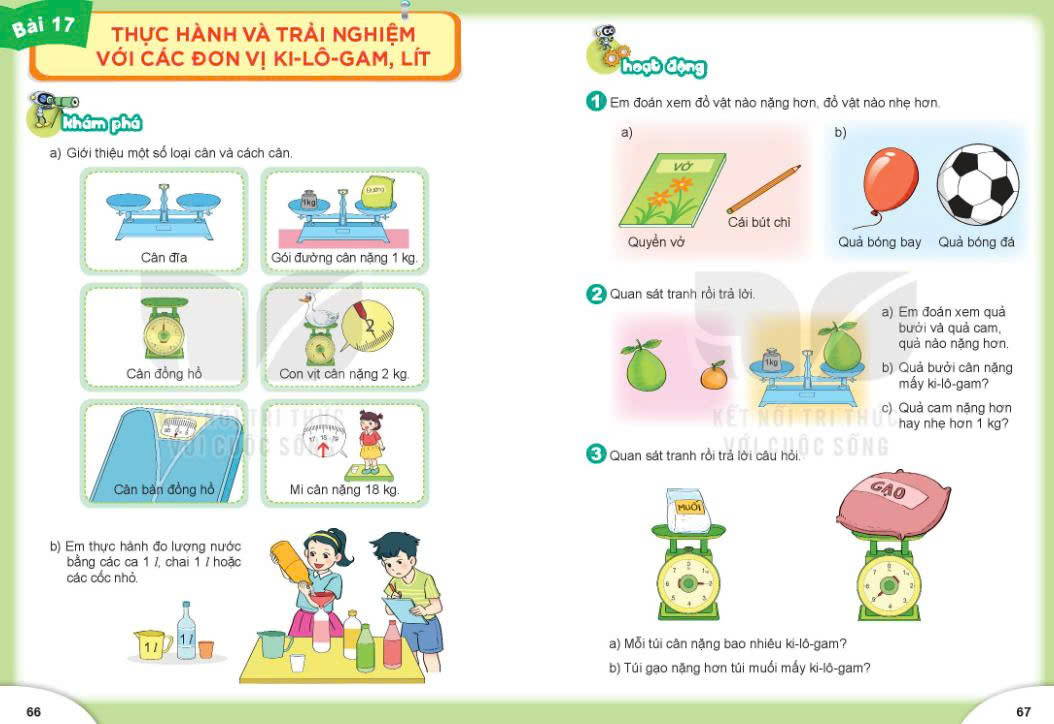 Bài 17
THỰC HÀNH VÀ TRẢI NGHIỆM
VỚI CÁC ĐƠN VỊ KI-LÔ-GAM, LÍT
khám phá
a) Giới thiệu một số loại cân và cách cân.
Cân đĩa
1kg
Đường
Gói đường cân nặng 1 kg.
Cân đồng hồ
2
Con vịt cân nặng 2 kg.
Cân bàn đồng hồ
17 18 19
Mi cân nặng 18 kg.
b) Em thực hành đo lượng nước
bằng các ca 1 l, chai 1 l hoặc
các cốc nhỏ.
1 l
1 l
66
hoạt động
1 Em đoán xem đồ vật nào nặng hơn, đồ vật nào nhẹ hơn.
a)
VỞ
Quyển vở
Cái bút chì
b)
Quả bóng bay
Quả bóng đá
2 Quan sát tranh rồi trả lời.
1kg
a) Em đoán xem quả
bưởi và quả cam,
quả nào nặng hơn.
b) Quả bưởi cân nặng
mấy ki-lô-gam?
c) Quả cam nặng hơn
hay nhẹ hơn 1 kg?
KẾT NỐI TRI THỨC
VỚI CUỘC SỐNG
3 Quan sát tranh rồi trả lời câu hỏi.
MUỐI
GẠO
a) Mỗi túi cân nặng bao nhiêu ki-lô-gam?
b) Túi gạo nặng hơn túi muối mấy ki-lô-gam?
67